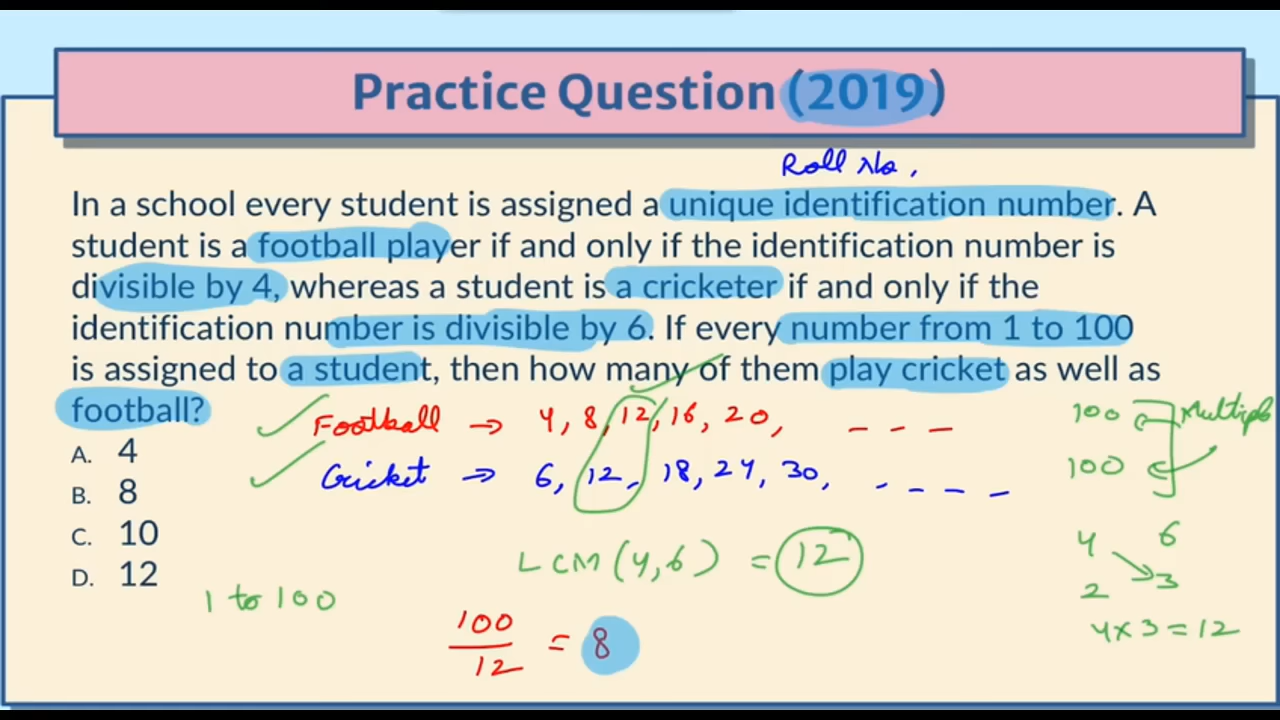 Practice Question (2019)
Roll No.
In a school every student is assigned a unique identification number. A
student is a football player if and only if the identification number is
divisible by 4, whereas a student is a cricketer if and only if the
identification number is divisible by 6. If every number from 1 to 100
is assigned to a student, then how many of them play cricket as well as
football?
Football → 4, 8, 12, 16, 20, - - -
100
Multiple
Cricket → 6, 12, 18, 24, 30, - - - -
100
A. 4
B. 8
C. 10
D. 12
LCM (4,6) = 12
4 6
2 3
4 x 3 = 12
1 to 100
100
12
= 8